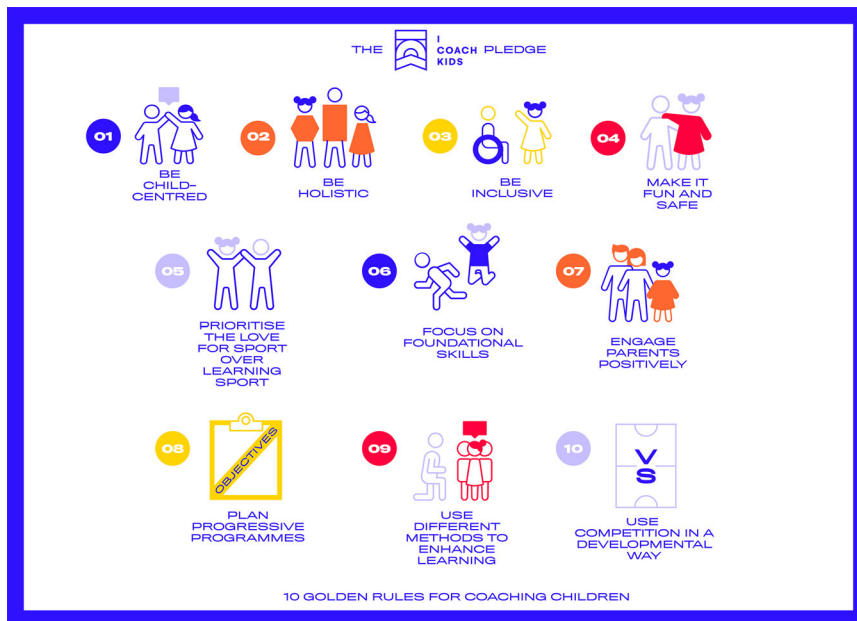 THE I COACH KIDS PLEDGE
01
BE
CHILD-
CENTRED
02
BE
HOLISTIC
03
BE
INCLUSIVE
04
MAKE IT
FUN AND
SAFE
05
PRIORITISE
THE LOVE
FOR SPORT
OVER
LEARNING
SPORT
06
FOCUS ON
FOUNDATIONAL
SKILLS
07
ENGAGE
PARENTS
POSITIVELY
08
OBJECTIVES
PLAN
PROGRESSIVE
PROGRAMMES
09
USE
DIFFERENT
METHODS TO
ENHANCE
LEARNING
10
VS
USE
COMPETITION IN A
DEVELOPMENTAL
WAY
10 GOLDEN RULES FOR COACHING CHILDREN